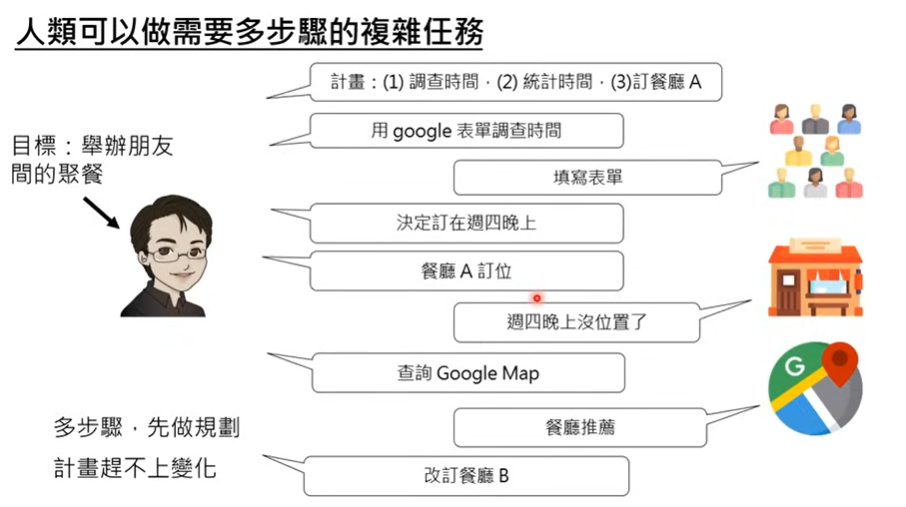 人類可以做需要多步驟的複雜任務
計畫：(1) 調查時間，(2) 統計時間，(3)訂餐廳 A
用 google 表單調查時間
目標：舉辦朋友
間的聚餐
填寫表單
決定訂在週四晚上
餐廳 A 訂位
週四晚上沒位置了
查詢 Google Map
G
餐廳推薦
多步驟，先做規劃
計畫趕不上變化
改訂餐廳 B